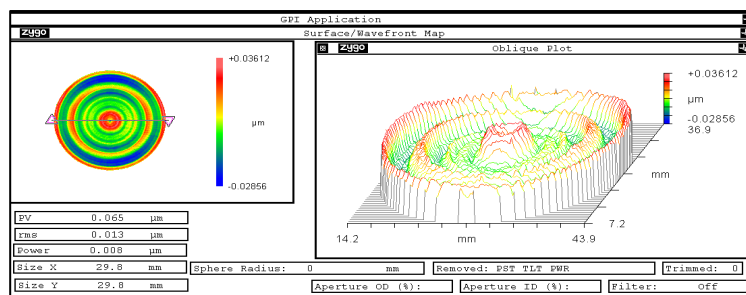 GPI Application
zygo
Surface/Wavefront Map
+0.03612
µm
-0.02856
zygo
Oblique Plot
+0.03612
µm
-0.02856
36.9
mm
7.2
14.2
mm
43.9
PV 0.065 µm
rms 0.013 µm
Power 0.008 µm
Size X 29.8 mm
Size Y 29.8 mm
Sphere Radius: 0 mm
Removed: PST TLT PWR
Trimmed: 0
Aperture OD (%):
Aperture ID (%):
Filter: Off